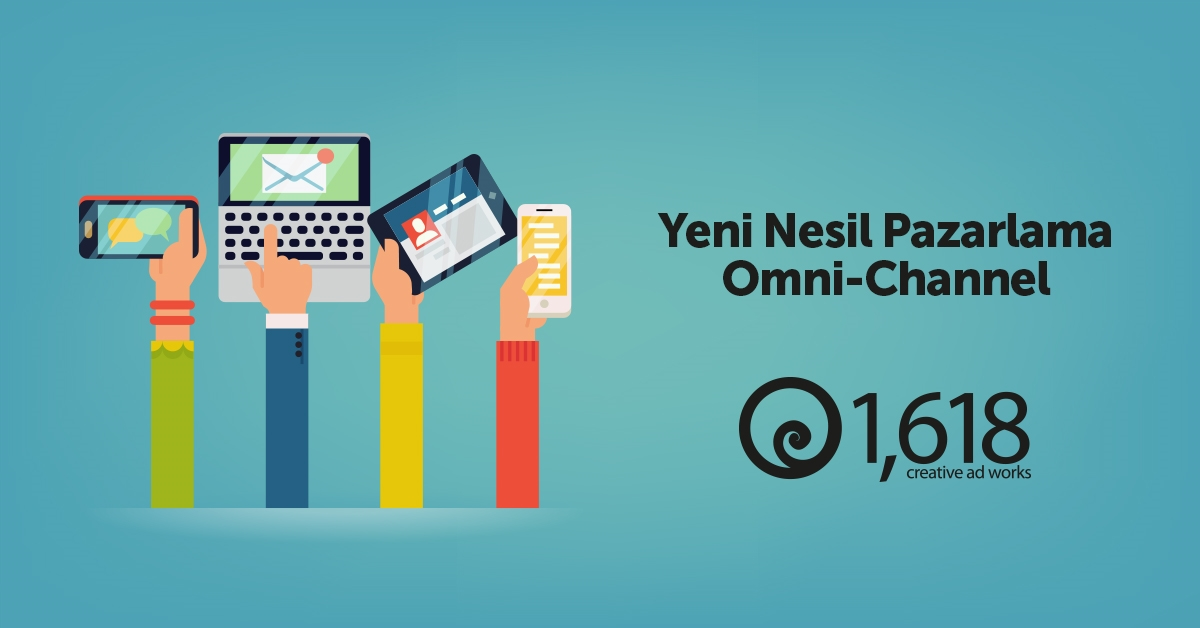 Yeni Nesil Pazarlama
Omni-Channel
1,618
creative ad works